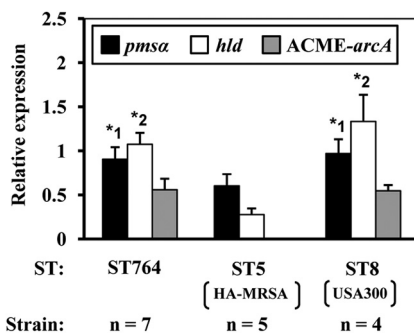 2.5
pmsα hld ACME-arcA
2
1.5
1
0.5
0
Relative expression
*1 *2 *1 *2
ST: ST764 ST5 ST8
(HA-MRSA) (USA300)
Strain: n = 7 n = 5 n = 4